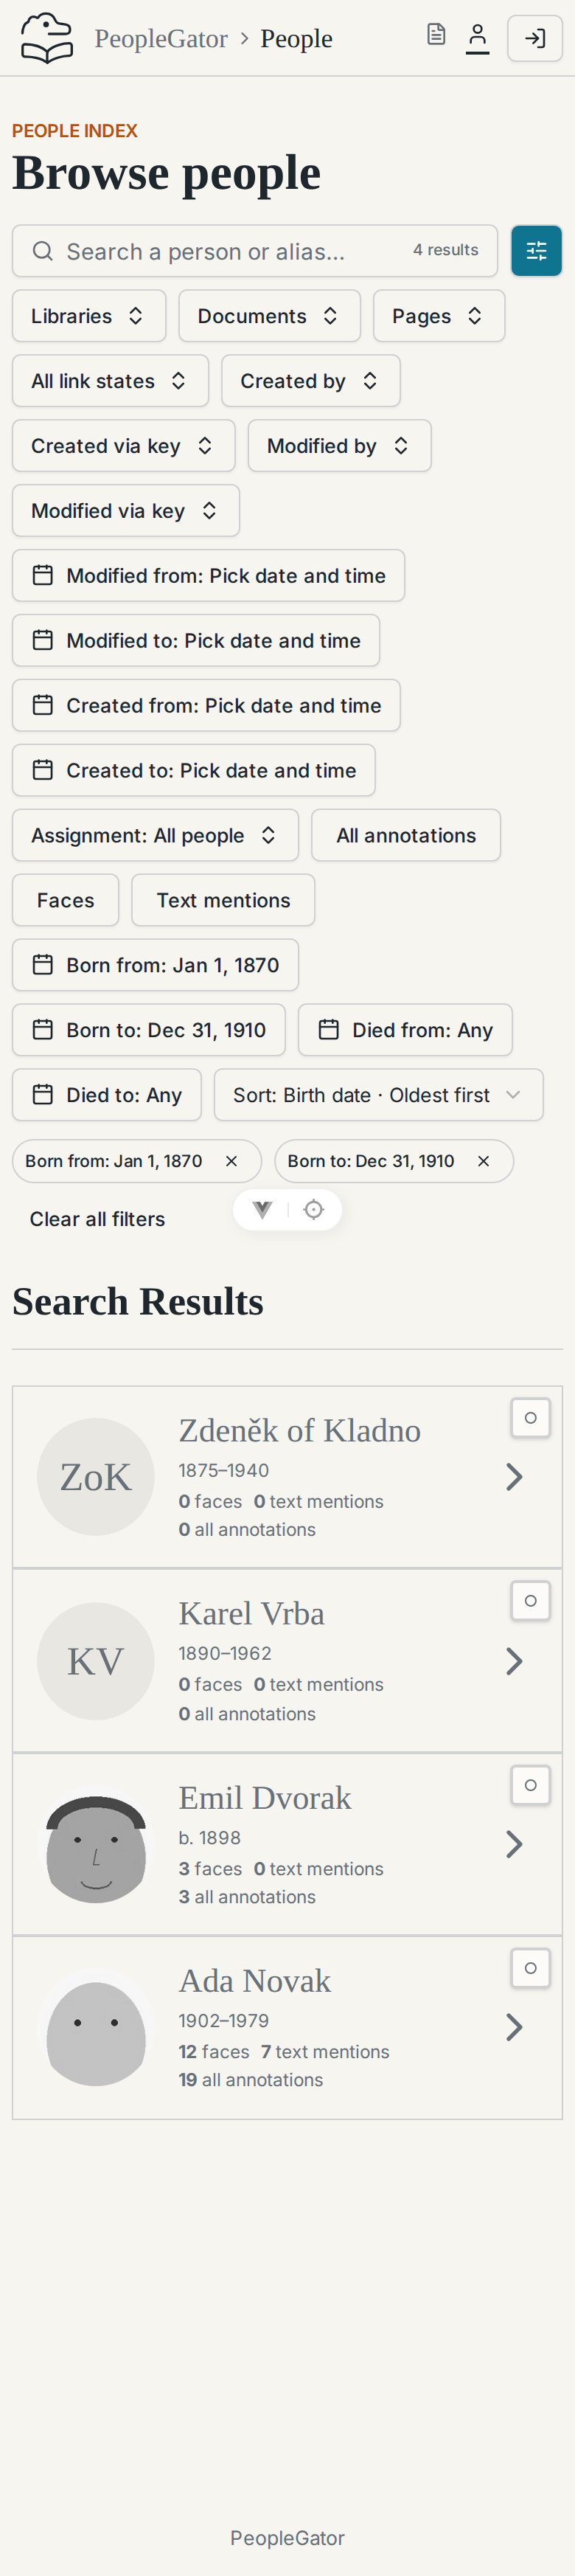 PeopleGator > People
PEOPLE INDEX
Browse people
Search a person or alias... 4 results
Libraries Documents Pages
All link states Created by
Created via key Modified by
Modified via key
Modified from: Pick date and time
Modified to: Pick date and time
Created from: Pick date and time
Created to: Pick date and time
Assignment: All people All annotations
Faces Text mentions
Born from: Jan 1, 1870
Born to: Dec 31, 1910 Died from: Any
Died to: Any Sort: Birth date · Oldest first
Born from: Jan 1, 1870 × Born to: Dec 31, 1910 ×
Clear all filters
Search Results
ZoK
Zdeněk of Kladno
1875–1940
0 faces 0 text mentions
0 all annotations
KV
Karel Vrba
1890–1962
0 faces 0 text mentions
0 all annotations
Emil Dvorak
b. 1898
3 faces 0 text mentions
3 all annotations
Ada Novak
1902–1979
12 faces 7 text mentions
19 all annotations
PeopleGator